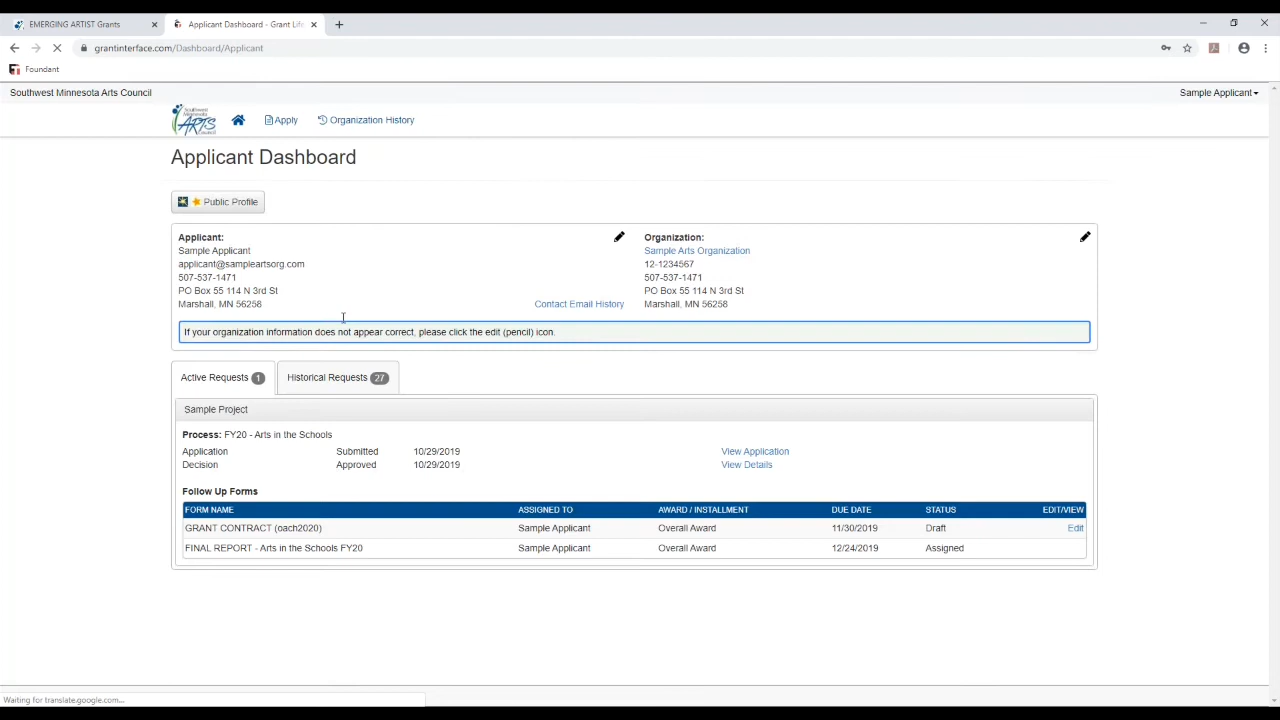 EMERGING ARTIST Grants
Applicant Dashboard - Grant Life
grantinterface.com/Dashboard/Applicant
Foundant
Southwest Minnesota Arts Council
Sample Applicant
Southwest Minnesota ARTS COUNCIL
Apply
Organization History
Applicant Dashboard
Public Profile
Applicant:
Sample Applicant
applicant@sampleartsorg.com
507-537-1471
PO Box 55 114 N 3rd St
Marshall, MN 56258
Contact Email History
Organization:
Sample Arts Organization
12-1234567
507-537-1471
PO Box 55 114 N 3rd St
Marshall, MN 56258
If your organization information does not appear correct, please click the edit (pencil) icon.
Active Requests 1
Historical Requests 27
Sample Project
Process: FY20 - Arts in the Schools
Application Submitted 10/29/2019 View Application
Decision Approved 10/29/2019 View Details
Follow Up Forms
FORM NAME ASSIGNED TO AWARD / INSTALLMENT DUE DATE STATUS EDIT/VIEW
GRANT CONTRACT (oach2020) Sample Applicant Overall Award 11/30/2019 Draft Edit
FINAL REPORT - Arts in the Schools FY20 Sample Applicant Overall Award 12/24/2019 Assigned
Waiting for translate.google.com...